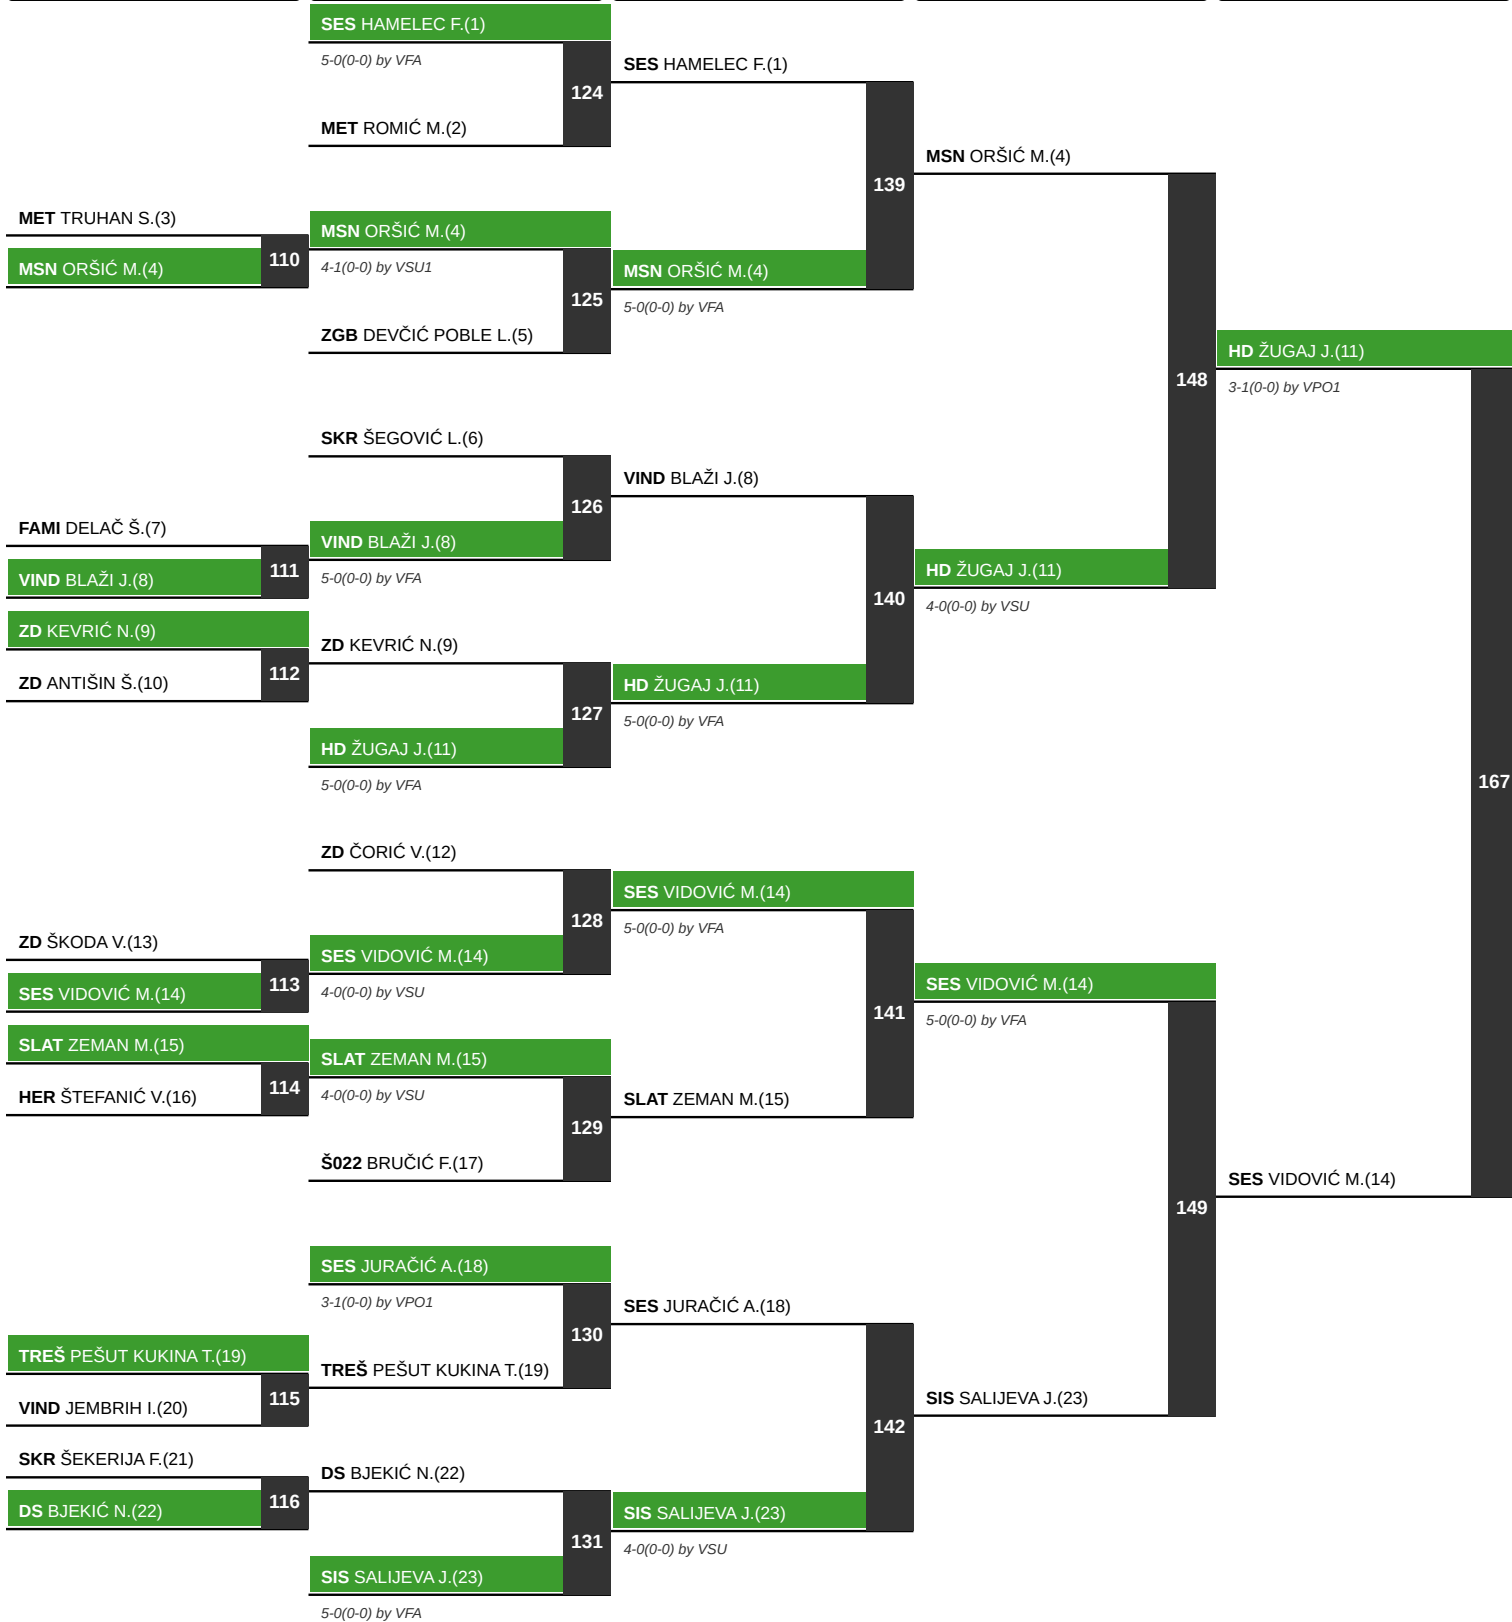 SES HAMELEC F.(1)
5-0(0-0) by VFA
124
MET ROMIĆ M.(2)
MET TRUHAN S.(3)
110
MSN ORŠIĆ M.(4)
MSN ORŠIĆ M.(4)
4-1(0-0) by VSU1
125
ZGB DEVČIĆ POBLE L.(5)
SKR ŠEGOVIĆ L.(6)
126
FAMI DELAČ Š.(7)
111
VIND BLAŽI J.(8)
VIND BLAŽI J.(8)
5-0(0-0) by VFA
ZD KEVRIĆ N.(9)
112
ZD ANTIŠIN Š.(10)
ZD KEVRIĆ N.(9)
127
HD ŽUGAJ J.(11)
5-0(0-0) by VFA
ZD ČORIĆ V.(12)
128
ZD ŠKODA V.(13)
113
SES VIDOVIĆ M.(14)
SES VIDOVIĆ M.(14)
4-0(0-0) by VSU
SLAT ZEMAN M.(15)
114
HER ŠTEFANIĆ V.(16)
SLAT ZEMAN M.(15)
4-0(0-0) by VSU
129
Š022 BRUČIĆ F.(17)
SES JURAČIĆ A.(18)
3-1(0-0) by VPO1
130
TREŠ PEŠUT KUKINA T.(19)
TREŠ PEŠUT KUKINA T.(19)
115
VIND JEMBRIH I.(20)
SKR ŠEKERIJA F.(21)
116
DS BJEKIĆ N.(22)
DS BJEKIĆ N.(22)
131
SIS SALIJEVA J.(23)
5-0(0-0) by VFA
SES HAMELEC F.(1)
139
MSN ORŠIĆ M.(4)
5-0(0-0) by VFA
VIND BLAŽI J.(8)
140
HD ŽUGAJ J.(11)
5-0(0-0) by VFA
SES VIDOVIĆ M.(14)
5-0(0-0) by VFA
141
SLAT ZEMAN M.(15)
SES JURAČIĆ A.(18)
142
SIS SALIJEVA J.(23)
4-0(0-0) by VSU
MSN ORŠIĆ M.(4)
148
HD ŽUGAJ J.(11)
4-0(0-0) by VSU
SES VIDOVIĆ M.(14)
5-0(0-0) by VFA
149
SIS SALIJEVA J.(23)
HD ŽUGAJ J.(11)
3-1(0-0) by VPO1
167
SES VIDOVIĆ M.(14)